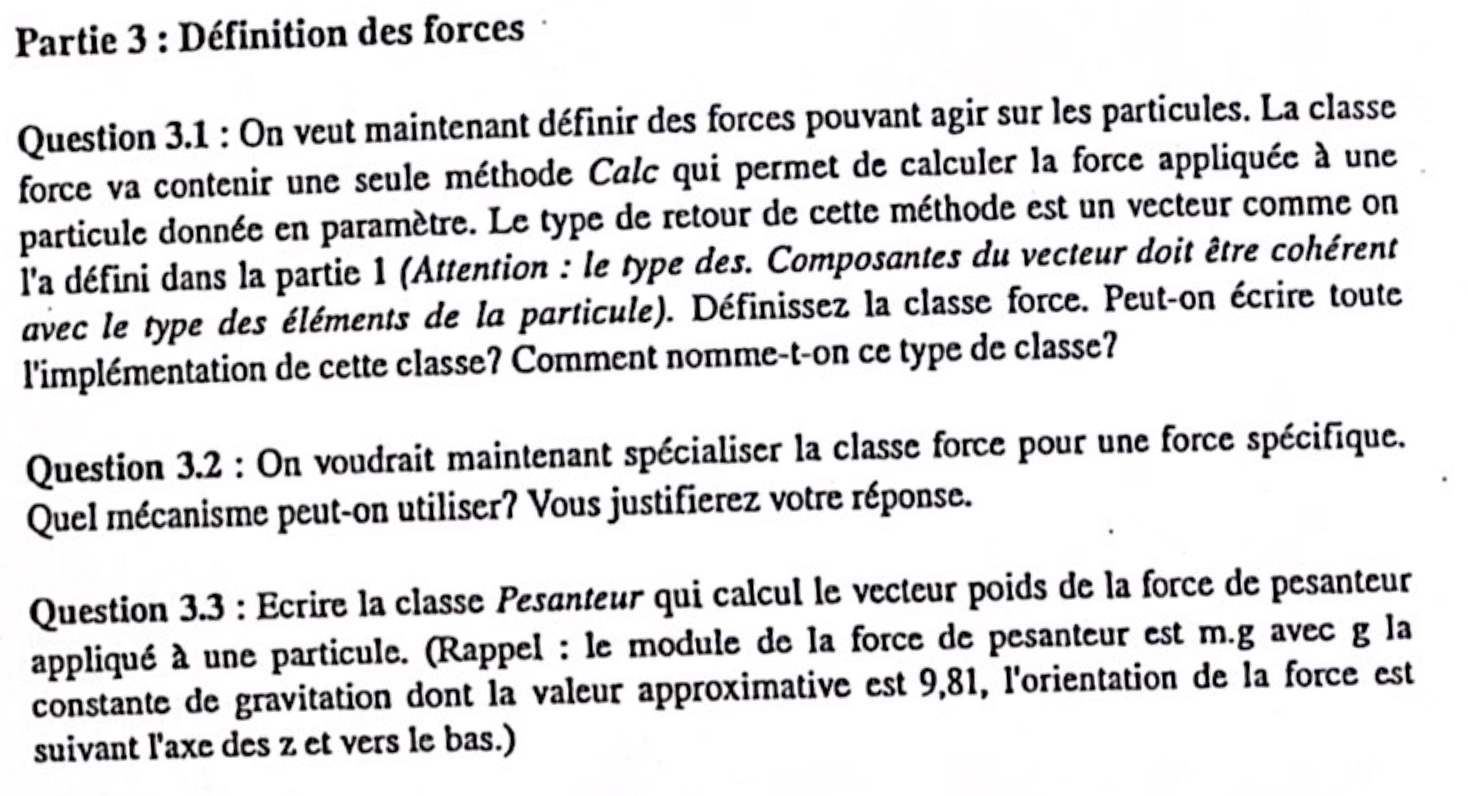 Partie 3 : Définition des forces
Question 3.1 : On veut maintenant définir des forces pouvant agir sur les particules. La classe
force va contenir une seule méthode Calc qui permet de calculer la force appliquée à une
particule donnée en paramètre. Le type de retour de cette méthode est un vecteur comme on
l'a défini dans la partie 1 (Attention : le type des. Composantes du vecteur doit être cohérent
avec le type des éléments de la particule). Définissez la classe force. Peut-on écrire toute
l'implémentation de cette classe? Comment nomme-t-on ce type de classe?
Question 3.2 : On voudrait maintenant spécialiser la classe force pour une force spécifique.
Quel mécanisme peut-on utiliser? Vous justifierez votre réponse.
Question 3.3 : Ecrire la classe Pesanteur qui calcul le vecteur poids de la force de pesanteur
appliqué à une particule. (Rappel : le module de la force de pesanteur est m.g avec g la
constante de gravitation dont la valeur approximative est 9,81, l'orientation de la force est
suivant l'axe des z et vers le bas.)